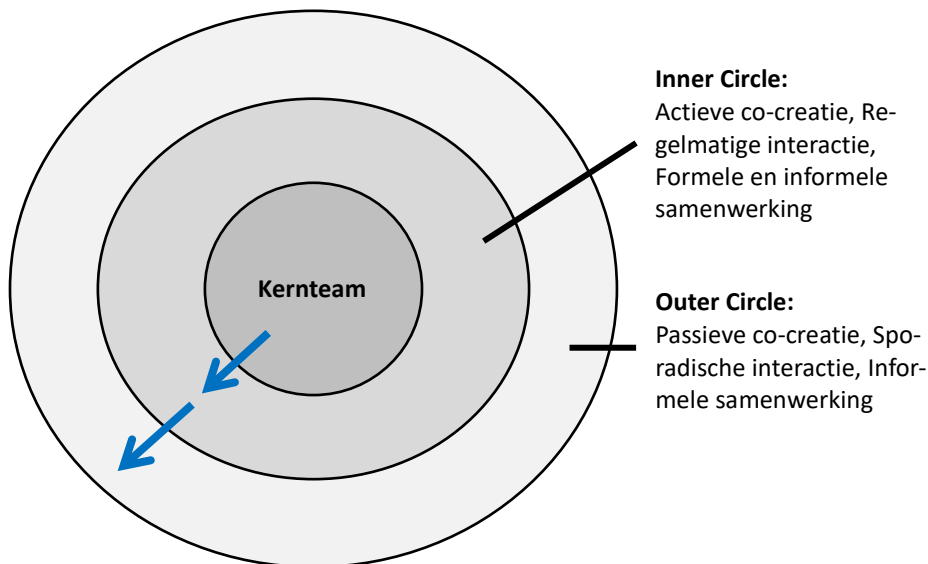 Inner Circle:
Actieve co-creatie, Re-
gelmatige interactie,
Formele en informele
samenwerking
Kernteam
Outer Circle:
Passieve co-creatie, Spo-
radische interactie, Infor-
mele samenwerking